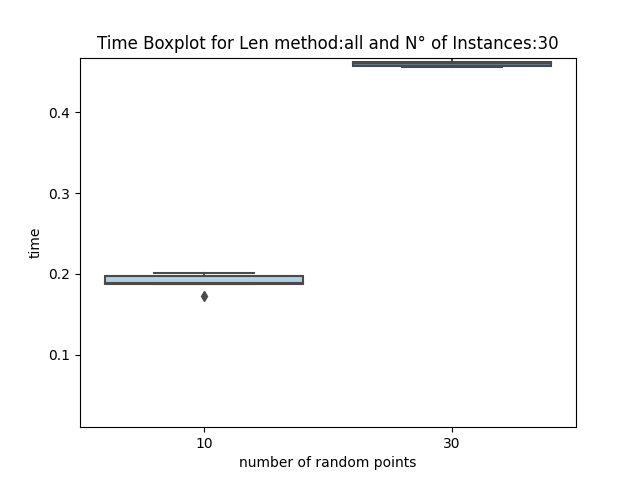 Time Boxplot for Len method:all and N° of Instances:30
0.4
0.3
0.2
0.1
time
10
30
number of random points